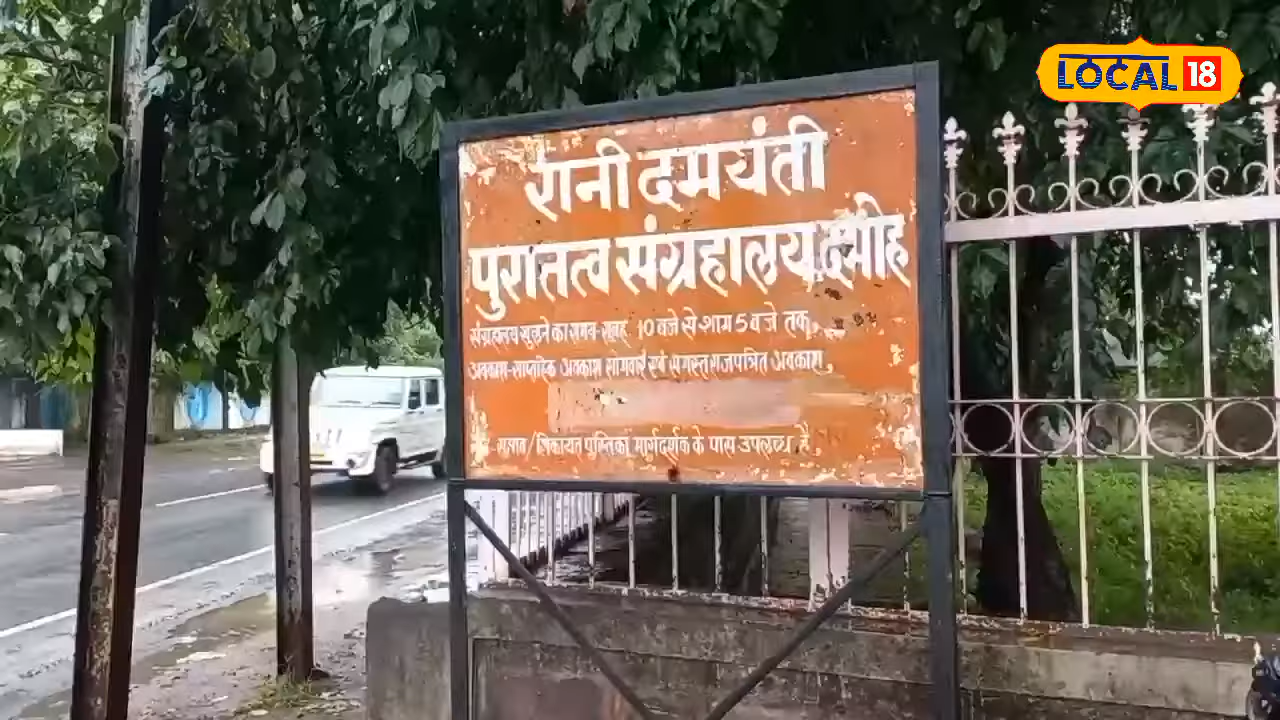 LOCAL 18
रानी दमयंती
पुरातत्व संग्रहालय दमोह
संग्रहालय खुलने का समय-सुबह 10 बजे से शाम 5 बजे तक,
अवकाश-साप्ताहिक अवकाश सोमवार एवं समस्त राजपत्रित अवकाश,
सुझाव/शिकायत पुस्तिका मार्गदर्शक के पास उपलब्ध है